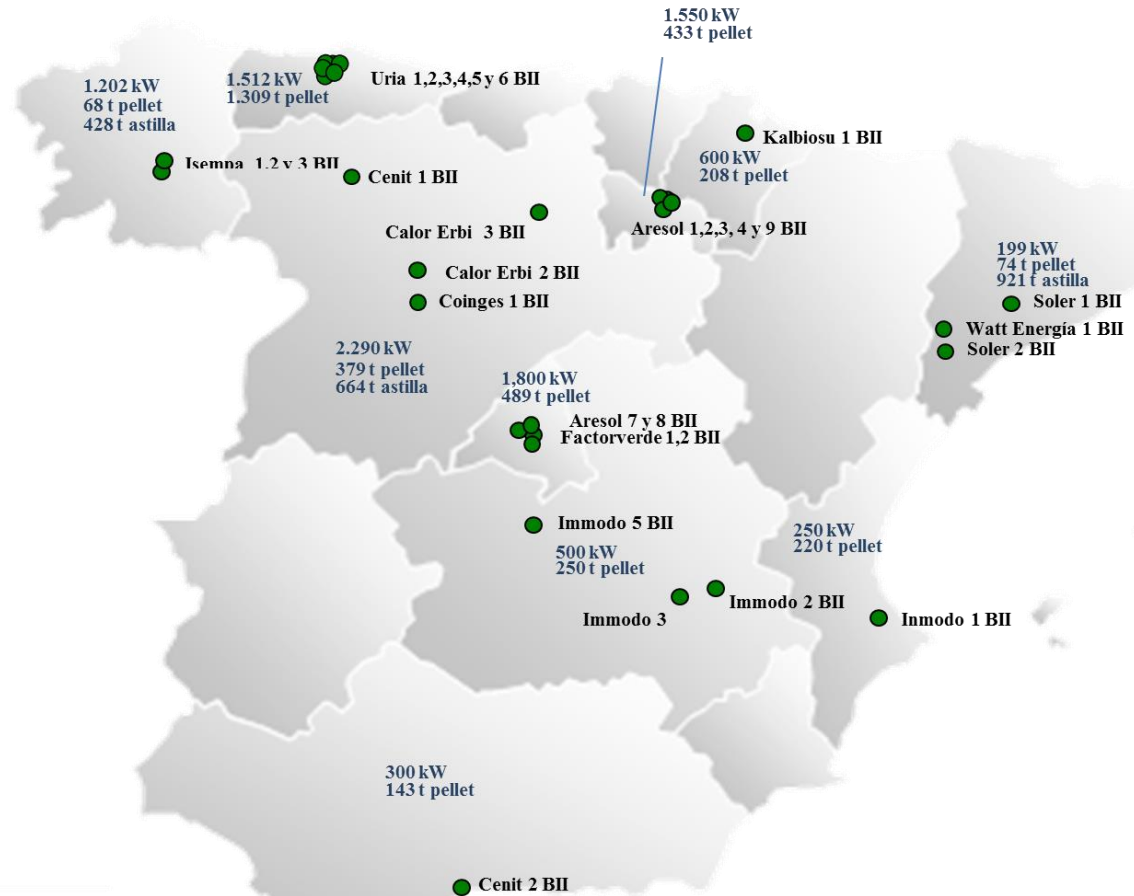 1.550 kW
433 t pellet
1.202 kW
68 t pellet
428 t astilla
1.512 kW
1.309 t pellet
Uria 1,2,3,4,5 y 6 BII
Kalbiosu 1 BII
600 kW
208 t pellet
Isempa 1,2 y 3 BII
Cenit 1 BII
Calor Erbi 3 BII
Aresol 1,2,3, 4 y 9 BII
Calor Erbi 2 BII
Coinges 1 BII
199 kW
74 t pellet
921 t astilla
Soler 1 BII
Watt Energía 1 BII
Soler 2 BII
2.290 kW
379 t pellet
664 t astilla
1,800 kW
489 t pellet
Aresol 7 y 8 BII
Factorverde 1,2 BII
Immodo 5 BII
500 kW
250 t pellet
250 kW
220 t pellet
Immodo 2 BII
Immodo 3
Inmodo 1 BII
300 kW
143 t pellet
Cenit 2 BII